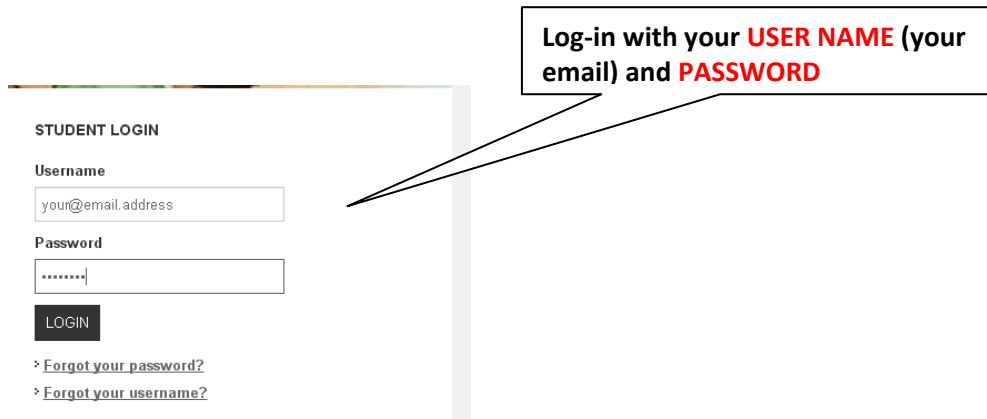 Log-in with your USER NAME (your
email) and PASSWORD
STUDENT LOGIN
Username
your@email.address
Password
LOGIN
Forgot your password?
Forgot your username?